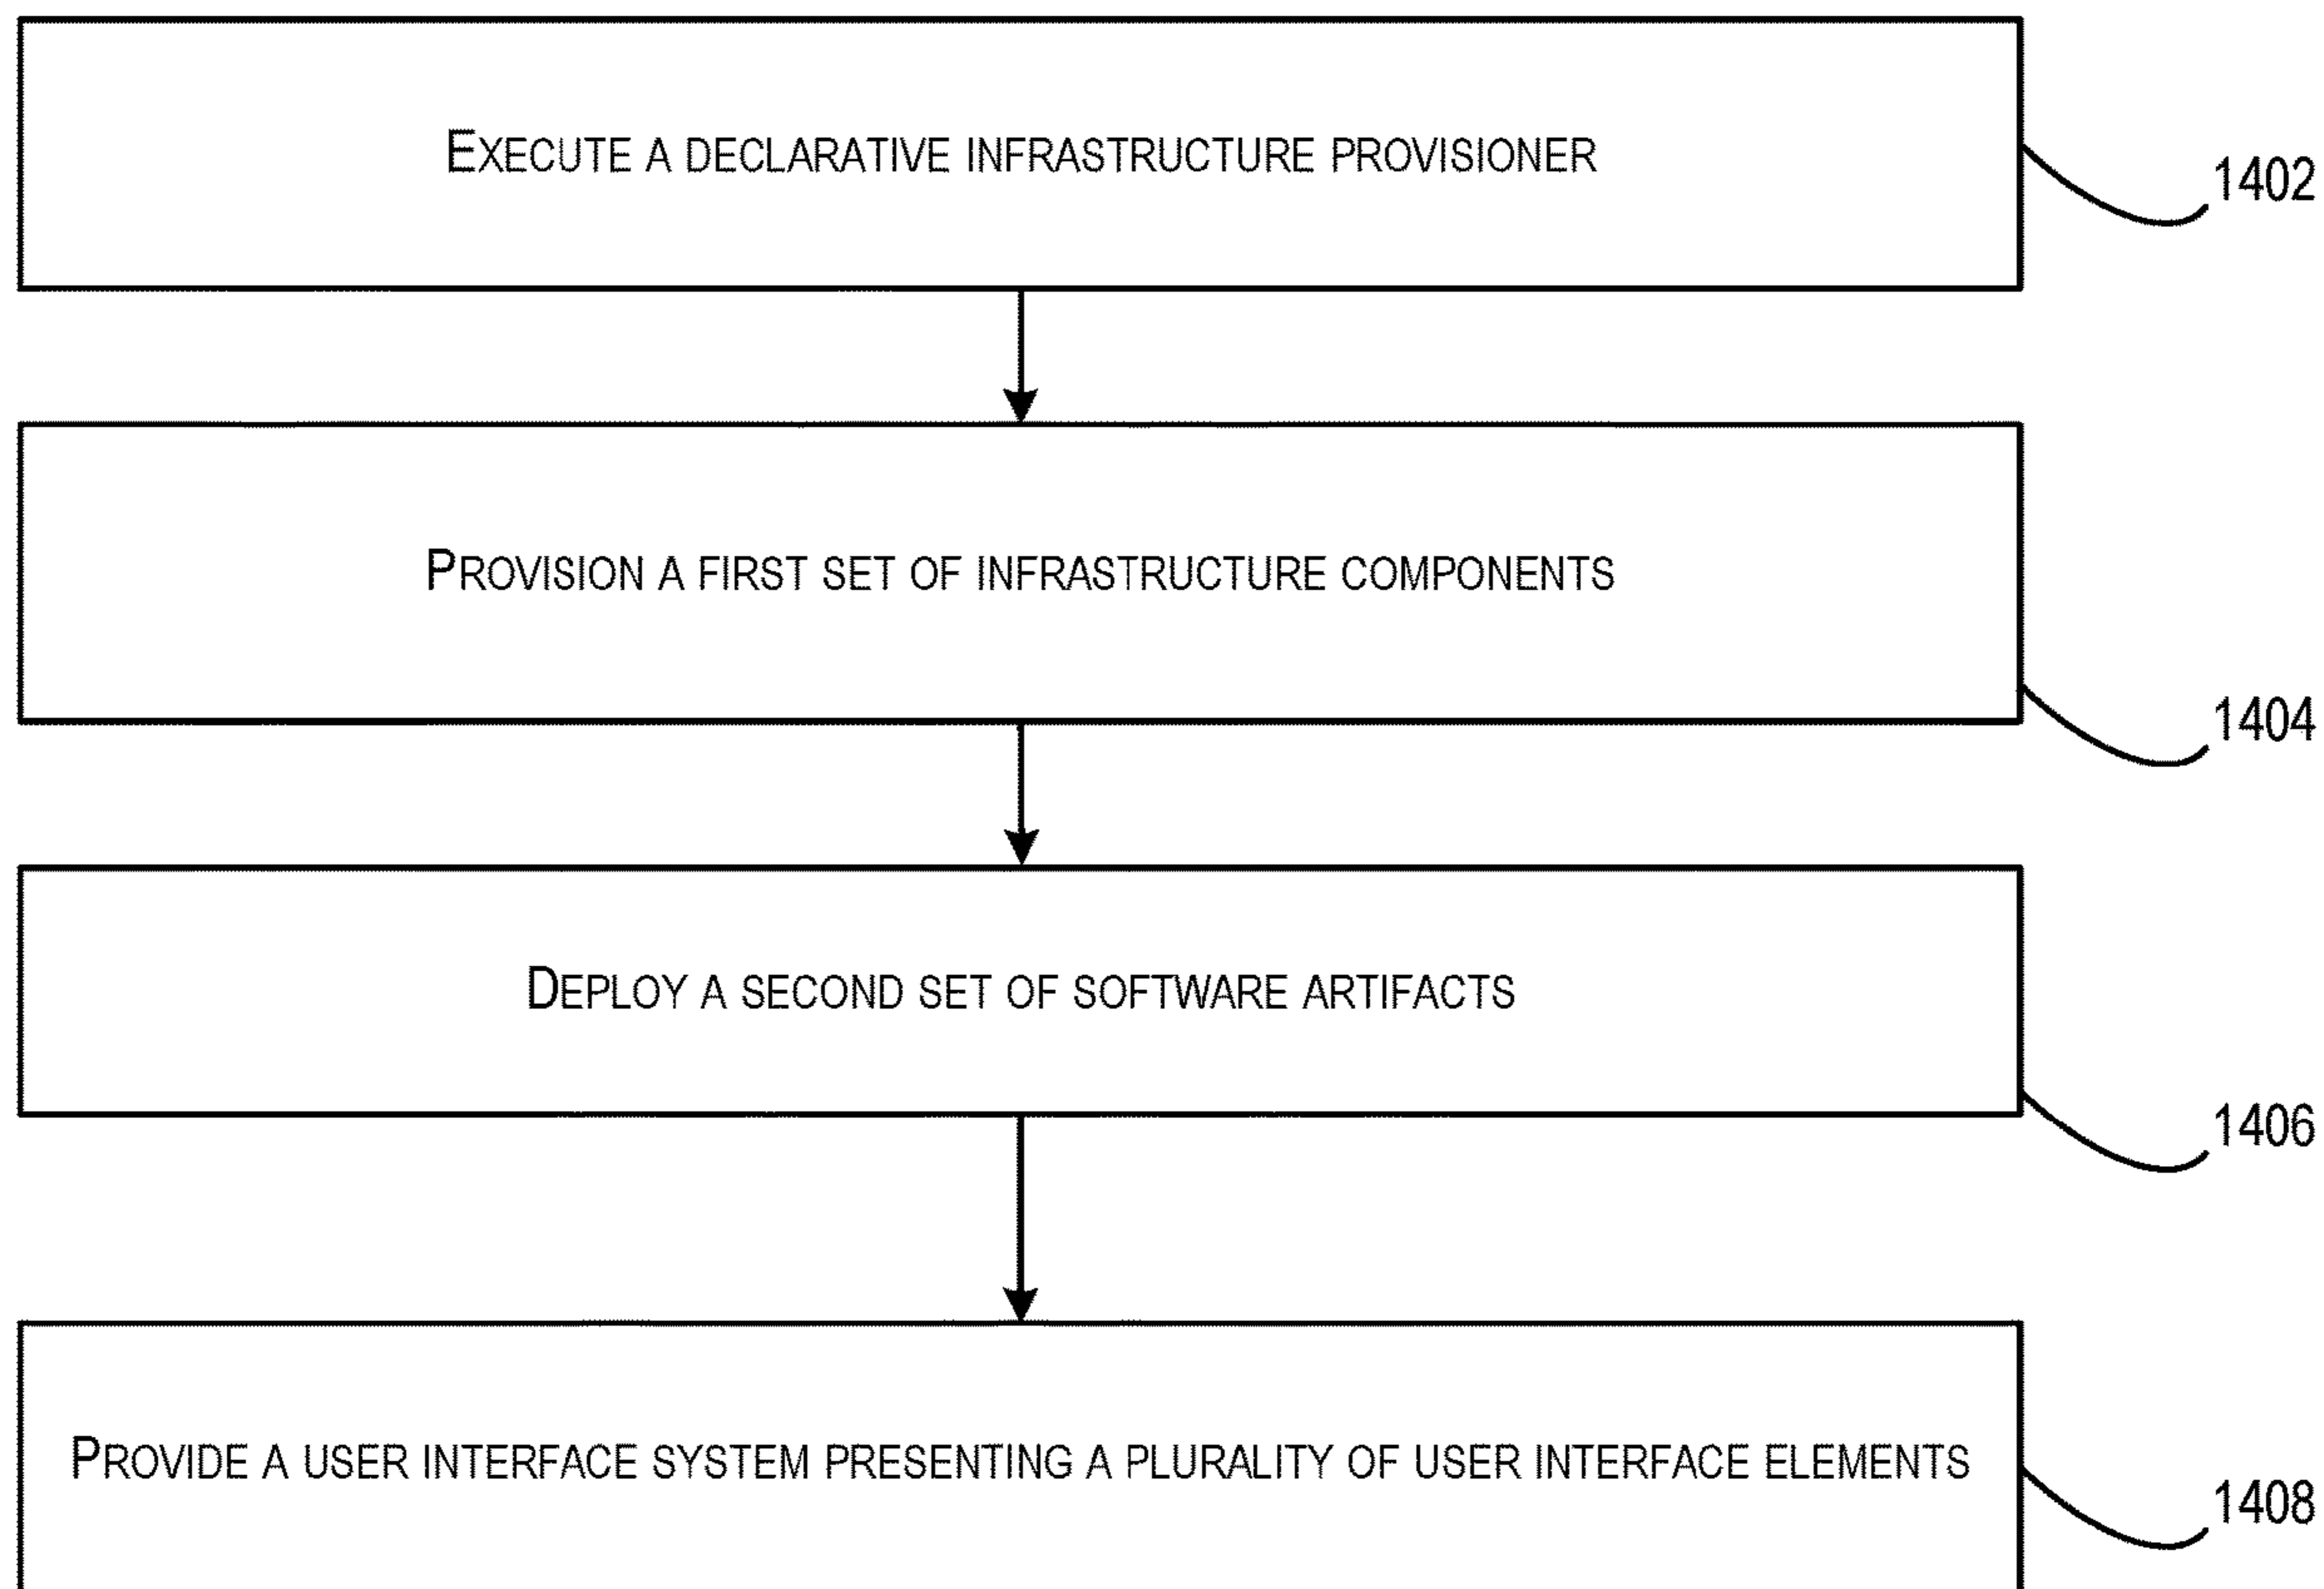 EXECUTE A DECLARATIVE INFRASTRUCTURE PROVISIONER
1402
PROVISION A FIRST SET OF INFRASTRUCTURE COMPONENTS
1404
DEPLOY A SECOND SET OF SOFTWARE ARTIFACTS
1406
PROVIDE A USER INTERFACE SYSTEM PRESENTING A PLURALITY OF USER INTERFACE ELEMENTS
1408